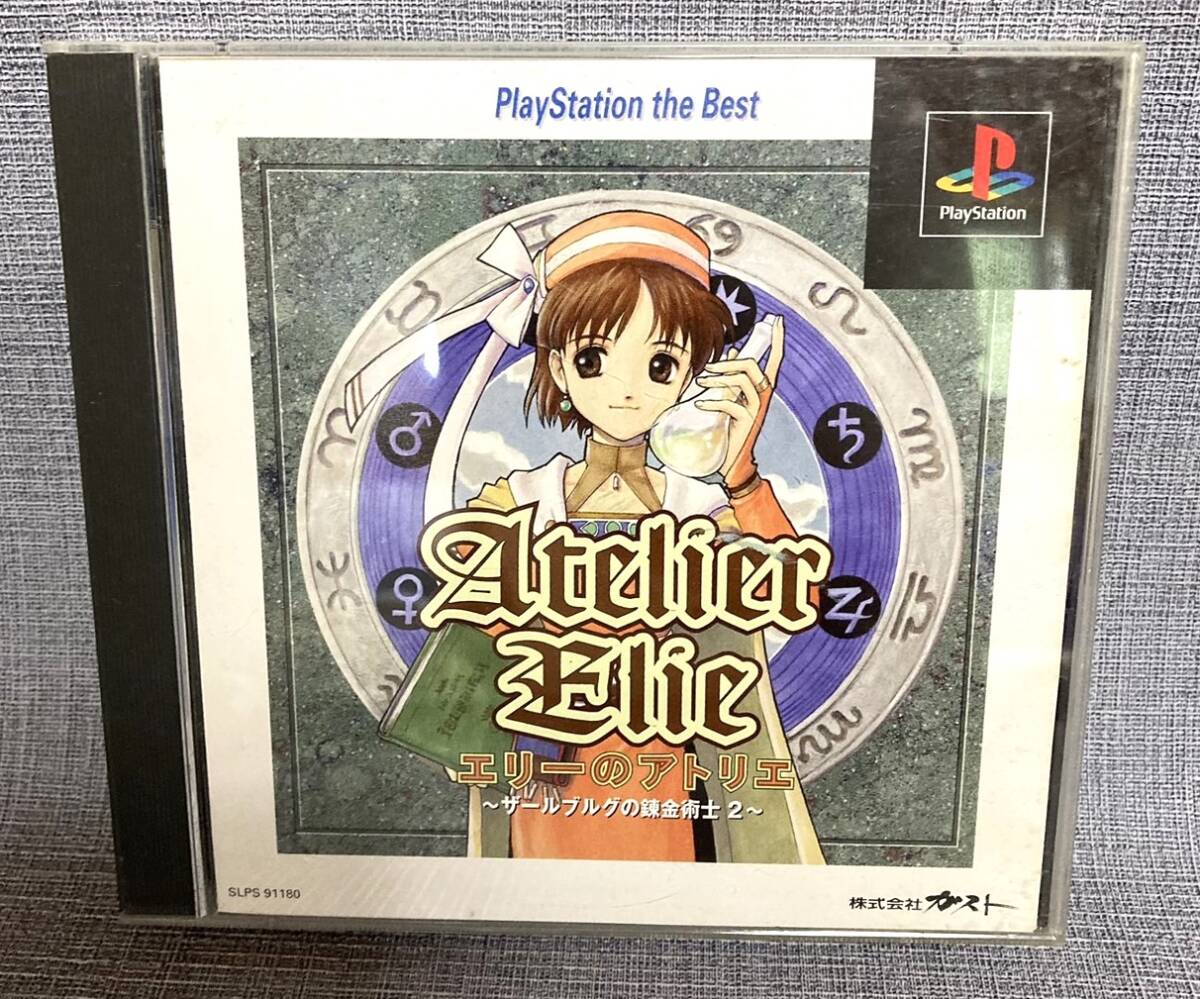 PlayStation the Best
PlayStation
Atelier
Elie
エリーのアトリエ
～ザールブルグの錬金術士 2～
SLPS 91180
株式会社ガスト